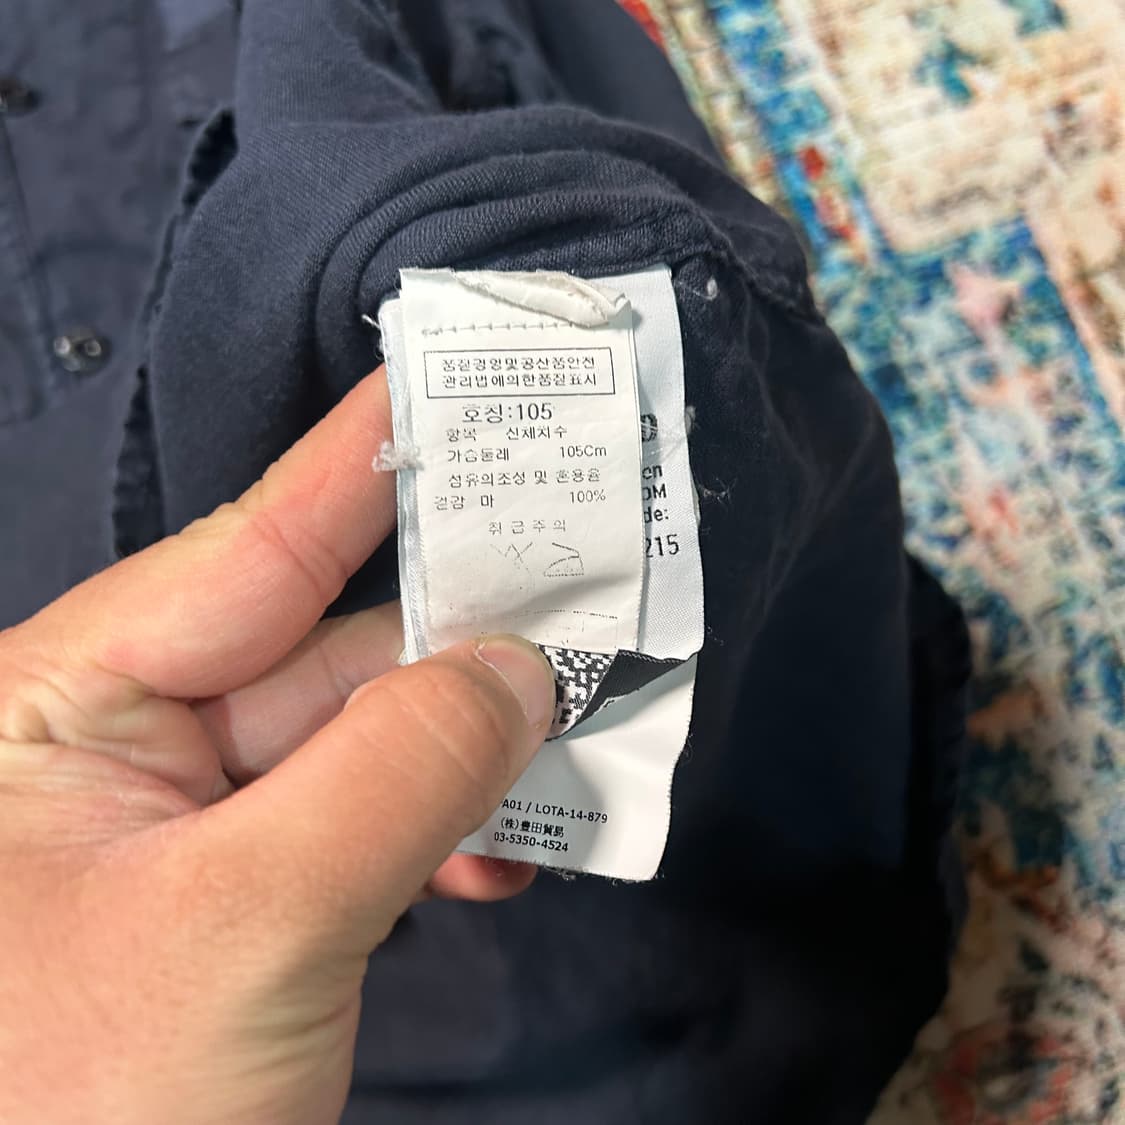 품질경영및공산품안전
관리법에의한품질표시
호칭:105
항목 신체치수
가슴둘레 105Cm
섬유의조성 및 혼용율
겉감 마 100%
취급주의
215
A01 / LOTA-14-879
(株)豊田貿易
03-5350-4524